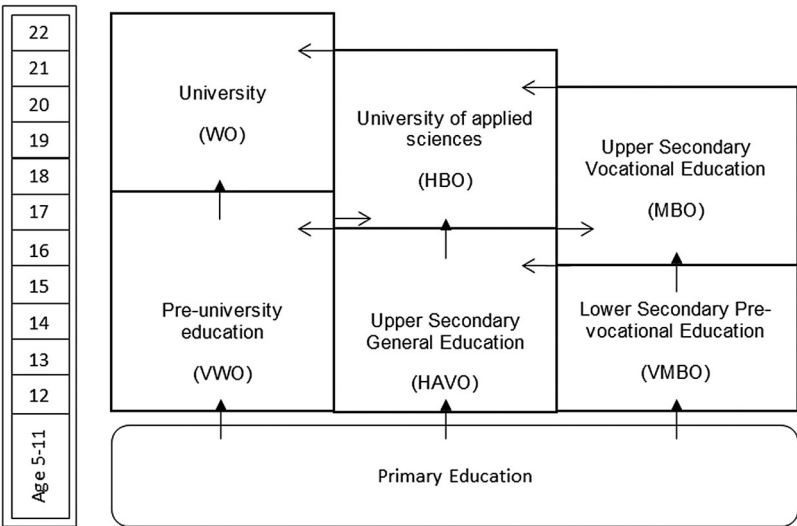 22
21
20
19
18
17
16
15
14
13
12
Age 5-11
University
(WO)
University of applied
sciences
(HBO)
Upper Secondary
Vocational Education
(MBO)
Pre-university
education
(VWO)
Upper Secondary
General Education
(HAVO)
Lower Secondary Pre-
vocational Education
(VMBO)
Primary Education